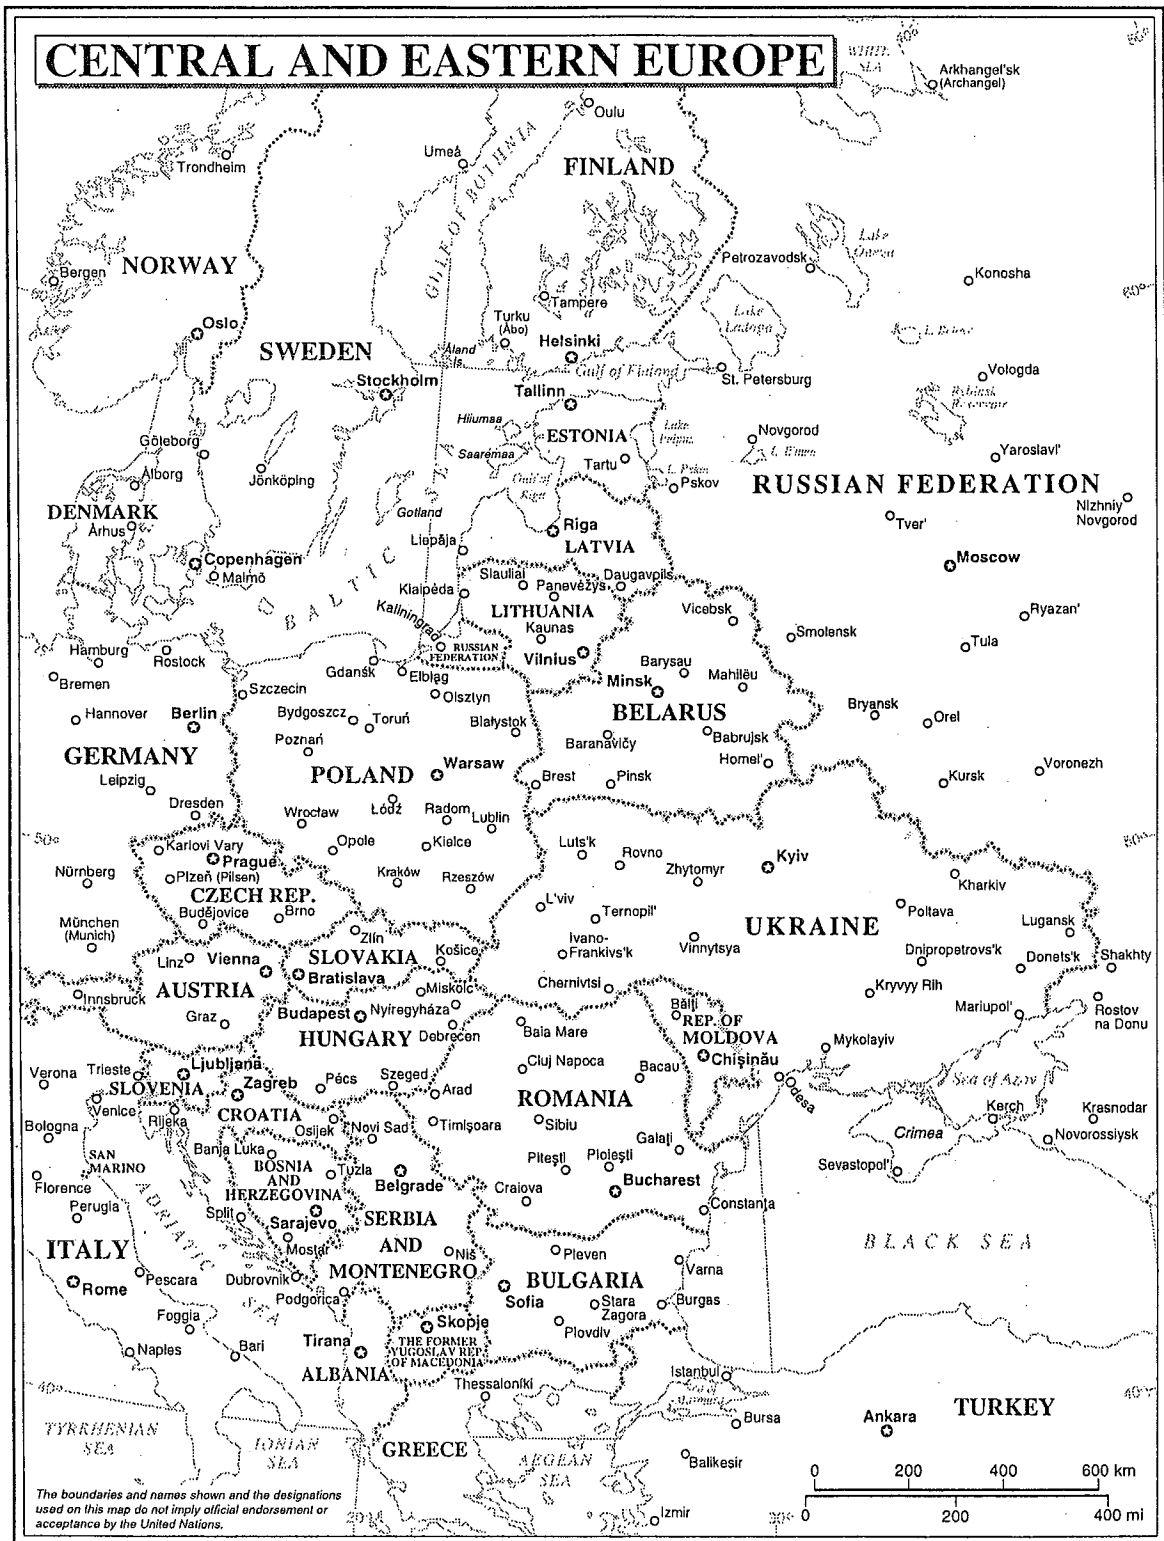 CENTRAL AND EASTERN EUROPE
WHITE
SEA
Arkhangel'sk
(Archangel)
Oulu
Umeå
Trondheim
GULF OF BOTHNIA
FINLAND
Lake
Onega
Petrozavodsk
Konosha
NORWAY
Bergen
60°
Tampere
Turku
(Åbo)
Lake
Ladoga
Oslo
Helsinki
SWEDEN
Åland
Is.
Gulf of Finland
St. Petersburg
Vologda
Stockholm
Tallinn
Rybinsk
Reservoir
Hiiumaa
ESTONIA
Lake
Peipus
Novgorod
L. Ilmen
Göteborg
Saaremaa
Tartu
Yaroslavl'
Ålborg
Jönköping
Gulf of
Riga
L. Pskov
Pskov
RUSSIAN FEDERATION
DENMARK
Århus
Gotland
Nizhniy
Novgorod
Tver'
Riga
LATVIA
Liepāja
Moscow
Copenhagen
Malmö
BALTIC SEA
Siauliai
Panevėžys
Daugavpils
Klaipėda
LITHUANIA
Vicebsk
Ryazan'
Kaliningrad
Kaunas
Smolensk
Tula
RUSSIAN
FEDERATION
Vilnius
Hamburg
Rostock
Gdańsk
Elbląg
Barysau
Mahilëu
Bremen
Szczecin
Olsztyn
Minsk
Hannover
Berlin
Bydgoszcz
Toruń
Białystok
BELARUS
Bryansk
Orel
Poznań
Baranavičy
Babrujsk
GERMANY
POLAND
Warsaw
Homel'
Voronezh
Leipzig
Brest
Pinsk
Kursk
Dresden
Wrocław
Łódź
Radom
Lublin
50°
50°
Karlovi Vary
Opole
Kielce
Luts'k
Rovno
Kyiv
Prague
Zhytomyr
Nürnberg
Plzeń (Pilsen)
Kraków
Rzeszów
Kharkiv
CZECH REP.
Budějovice
Brno
L'viv
Ternopil'
Poltava
München
(Munich)
Zlín
UKRAINE
Lugansk
SLOVAKIA
Košice
Ivano-
Frankivs'k
Vinnytsya
Dnipropetrovs'k
Donets'k
Shakhty
Linz
Vienna
Bratislava
AUSTRIA
Miskolc
Chernivtsi
Kryvyy Rih
Innsbruck
Budapest
Nyíregyháza
Bălți
Mariupol'
Rostov
na Donu
Graz
HUNGARY
Debrecen
Baia Mare
REP. OF
MOLDOVA
Chișinău
Mykolayiv
Ljubljana
Cluj Napoca
Bacau
Verona
Trieste
SLOVENIA
Zagreb
Pécs
Szeged
Arad
Odesa
Sea of Azov
Venice
CROATIA
ROMANIA
Kerch
Krasnodar
Bologna
Rijeka
Osijek
Novi Sad
Timişoara
Sibiu
Galaţi
Crimea
Novorossiysk
SAN
MARINO
Banja Luka
BOSNIA
AND
HERZEGOVINA
Tuzla
Piteşti
Ploieşti
Sevastopol'
Florence
Belgrade
Bucharest
Perugia
ADRIATIC SEA
Split
Sarajevo
SERBIA
AND
MONTENEGRO
Craiova
Constanţa
Mostar
BLACK SEA
ITALY
Niš
Pleven
Varna
Rome
Pescara
Dubrovnik
BULGARIA
Podgorica
Sofia
Stara
Zagora
Burgas
Foggia
Skopje
Plovdiv
Tirana
THE FORMER
YUGOSLAV REP.
OF MACEDONIA
Naples
Bari
ALBANIA
Istanbul
40°
Thessaloníki
Sea of
Marmara
40°
TURKEY
TYRRHENIAN
SEA
IONIAN
SEA
GREECE
AEGEAN
SEA
Bursa
Ankara
Balikesir
The boundaries and names shown and the designations
used on this map do not imply official endorsement or
acceptance by the United Nations.
Izmir
20°
30°
0 200 400 600 km
0 200 400 mi